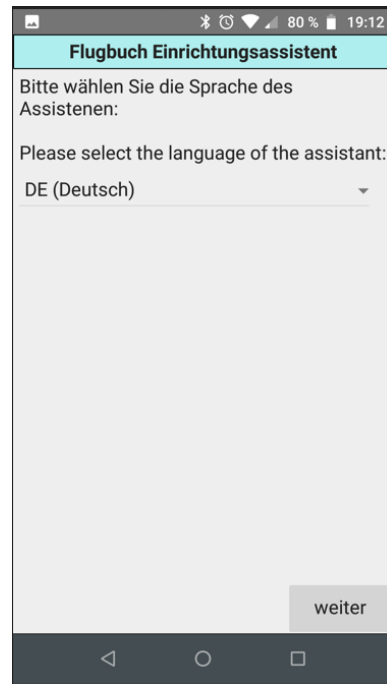 80 % 19:12
Flugbuch Einrichtungsassistent
Bitte wählen Sie die Sprache des
Assistenen:
Please select the language of the assistant:
DE (Deutsch)
weiter